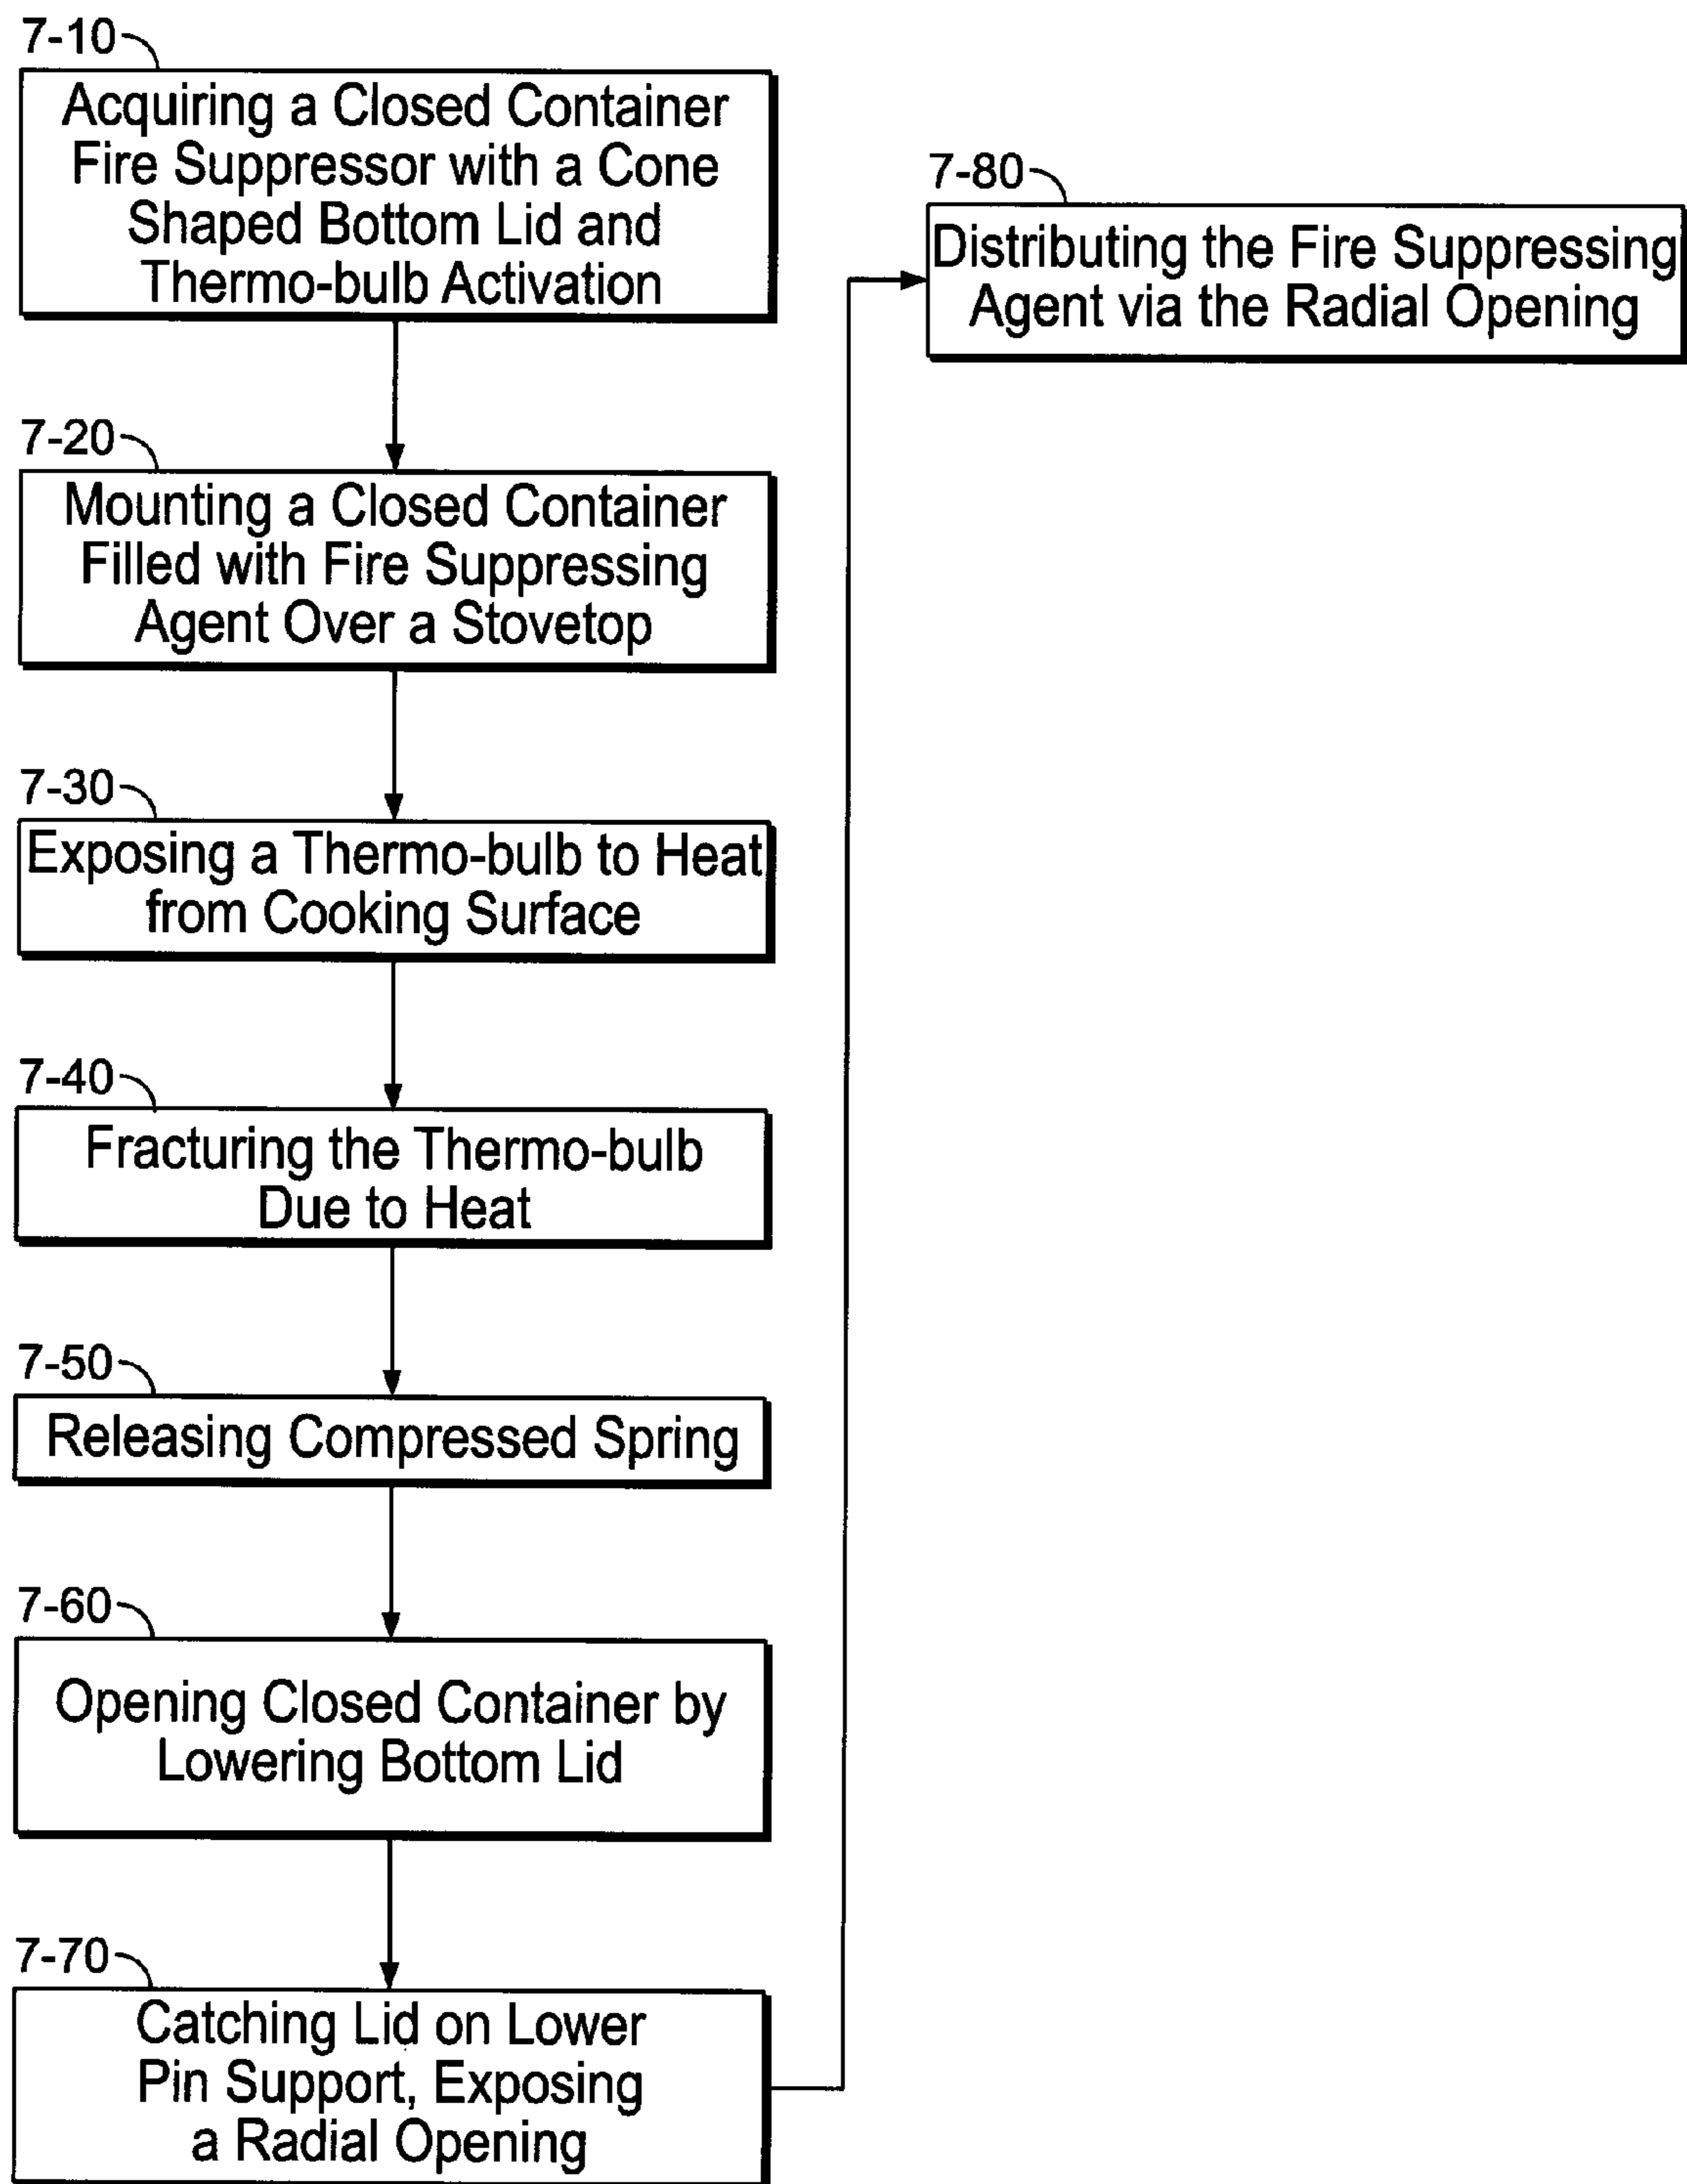 7-10
Acquiring a Closed Container
Fire Suppressor with a Cone
Shaped Bottom Lid and
Thermo-bulb Activation
7-20
Mounting a Closed Container
Filled with Fire Suppressing
Agent Over a Stovetop
7-30
Exposing a Thermo-bulb to Heat
from Cooking Surface
7-40
Fracturing the Thermo-bulb
Due to Heat
7-50
Releasing Compressed Spring
7-60
Opening Closed Container by
Lowering Bottom Lid
7-70
Catching Lid on Lower
Pin Support, Exposing
a Radial Opening
7-80
Distributing the Fire Suppressing
Agent via the Radial Opening